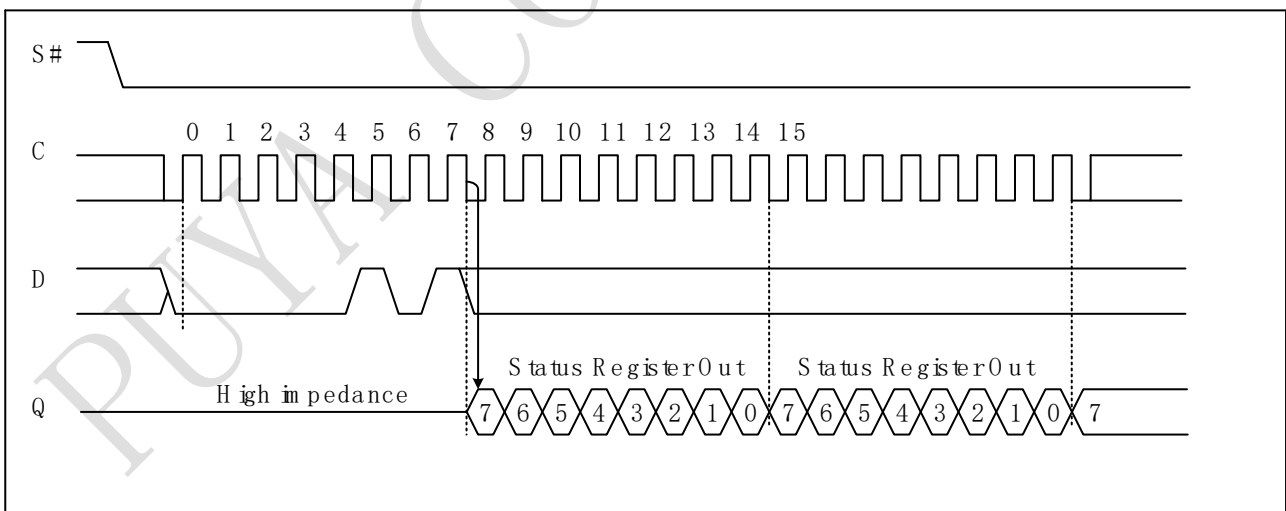 S#
0 1 2 3 4 5 6 7 8 9 10 11 12 13 14 15
C
D
Status Register Out Status Register Out
High impedance
Q
7 6 5 4 3 2 1 0 7 6 5 4 3 2 1 0 7
PUYA